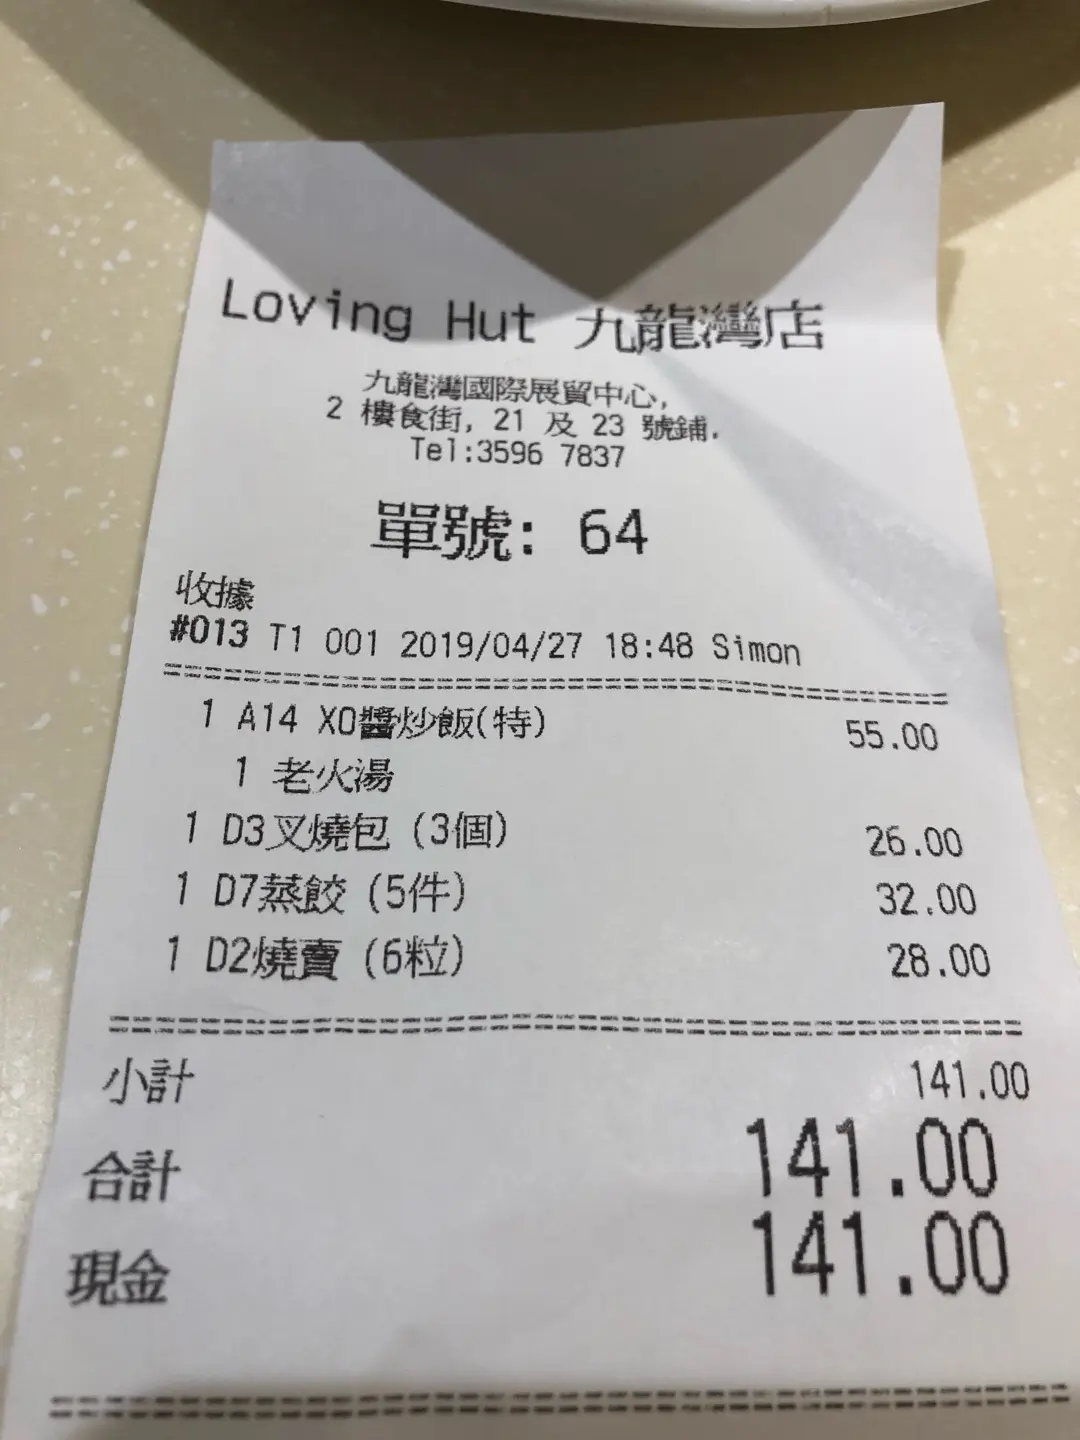 Loving Hut 九龍灣店
九龍灣國際展貿中心,
2 樓食街, 21 及 23 號鋪.
Tel:3596 7837
單號: 64
收據
#013 T1 001 2019/04/27 18:48 Simon
1 A14 XO醬炒飯(特) 55.00
1 老火湯
1 D3叉燒包 (3個) 26.00
1 D7蒸餃 (5件) 32.00
1 D2燒賣 (6粒) 28.00
小計 141.00
合計 141.00
現金 141.00